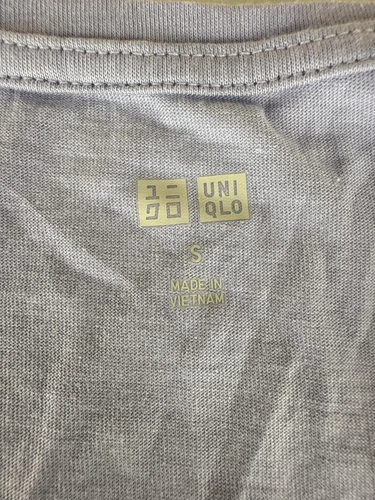 ユニ UNI
クロ QLO
S
MADE IN
VIETNAM